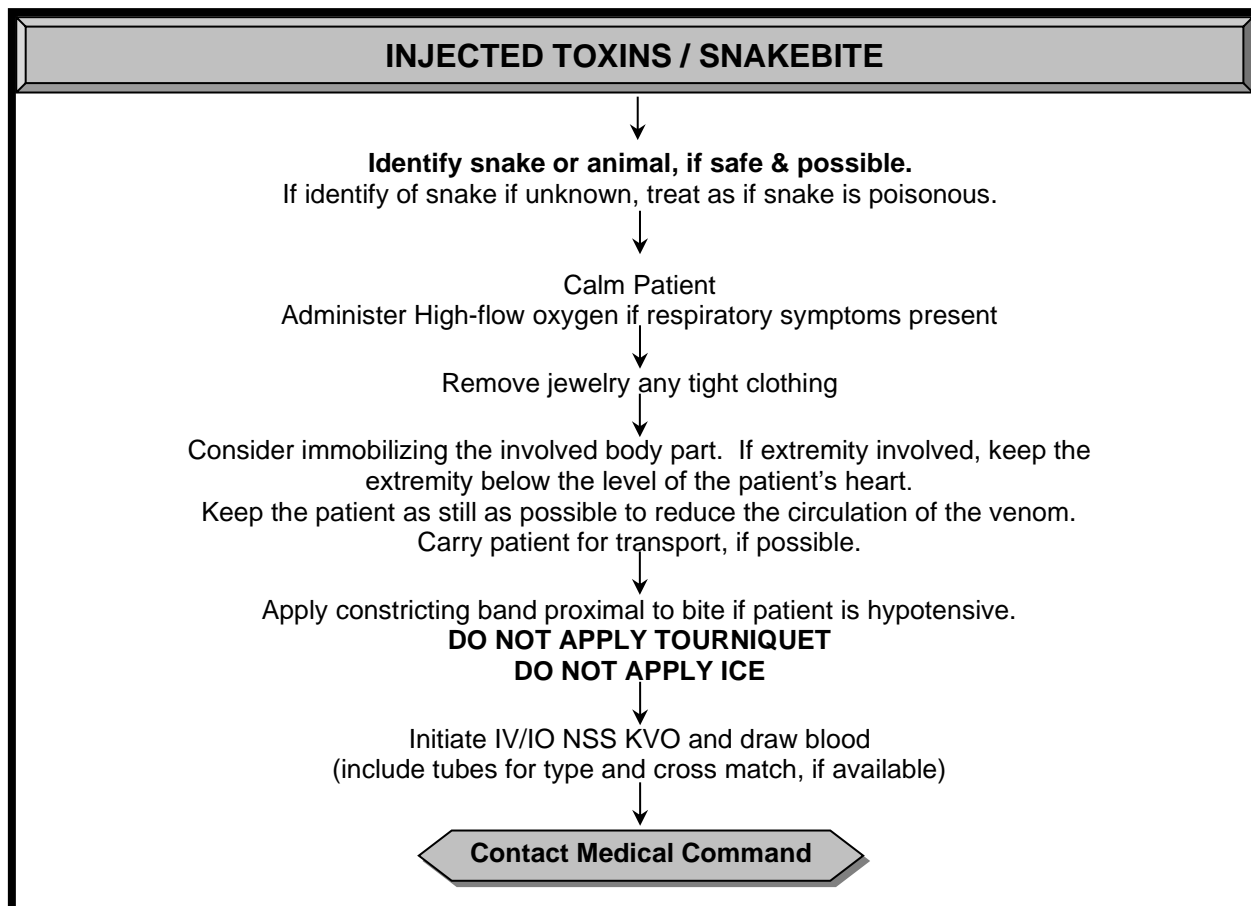 INJECTED TOXINS / SNAKEBITE
Identify snake or animal, if safe & possible.
If identify of snake if unknown, treat as if snake is poisonous.
Calm Patient
Administer High-flow oxygen if respiratory symptoms present
Remove jewelry any tight clothing
Consider immobilizing the involved body part.  If extremity involved, keep the
extremity below the level of the patient’s heart.
Keep the patient as still as possible to reduce the circulation of the venom.
Carry patient for transport, if possible.
Apply constricting band proximal to bite if patient is hypotensive.
DO NOT APPLY TOURNIQUET
DO NOT APPLY ICE
Initiate IV/IO NSS KVO and draw blood
(include tubes for type and cross match, if available)
Contact Medical Command